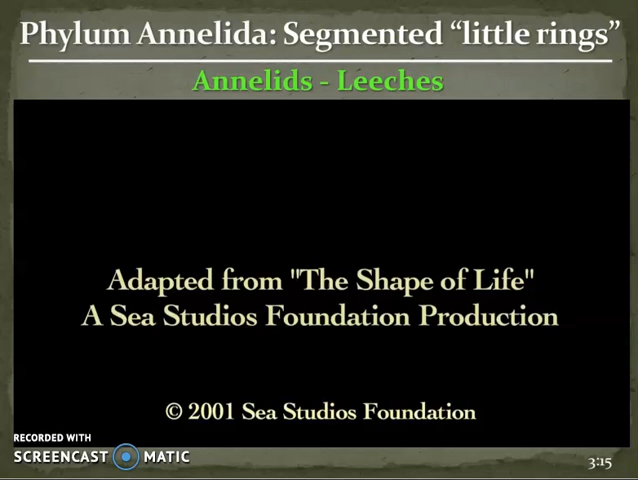 Phylum Annelida: Segmented “little rings”
Annelids - Leeches
Adapted from "The Shape of Life"
A Sea Studios Foundation Production
© 2001 Sea Studios Foundation
RECORDED WITH
SCREENCAST MATIC
3:15